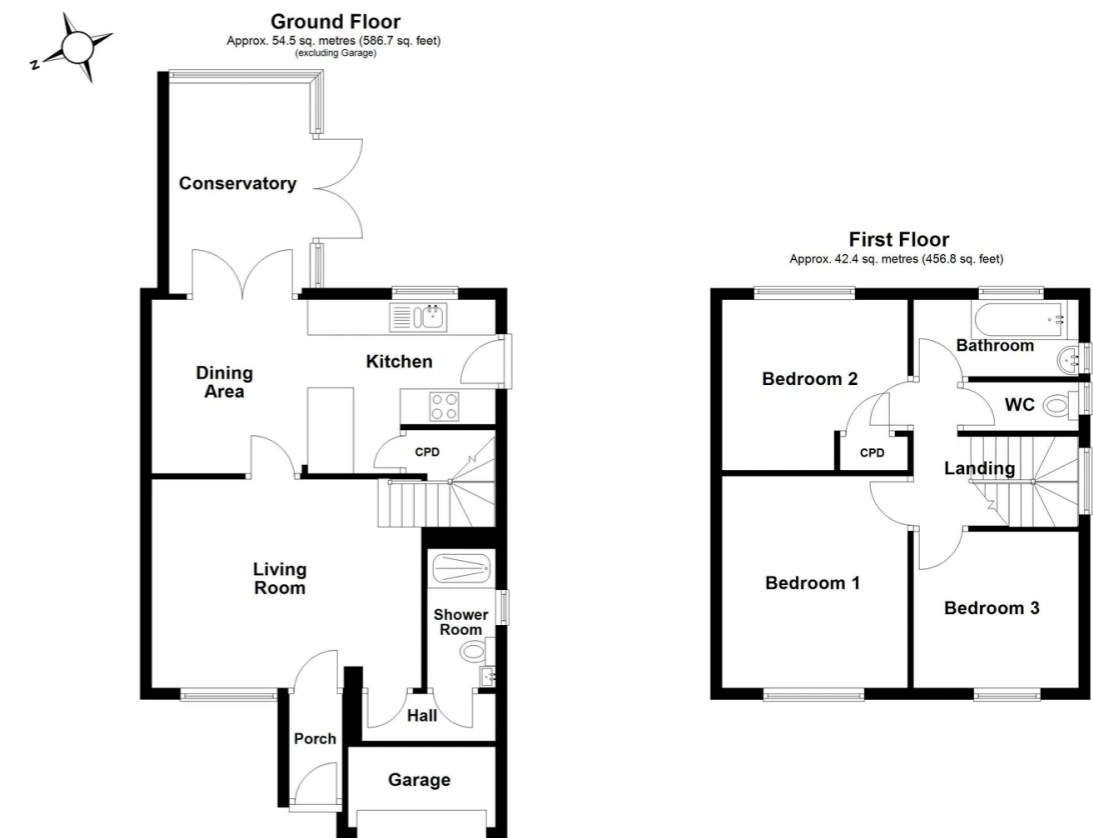 Ground Floor
Approx. 54.5 sq. metres (586.7 sq. feet)
(excluding Garage)
N
Conservatory
Dining
Area
Kitchen
CPD
Living
Room
Shower
Room
Hall
Porch
Garage
First Floor
Approx. 42.4 sq. metres (456.8 sq. feet)
Bathroom
Bedroom 2
WC
CPD
Landing
Bedroom 1
Bedroom 3